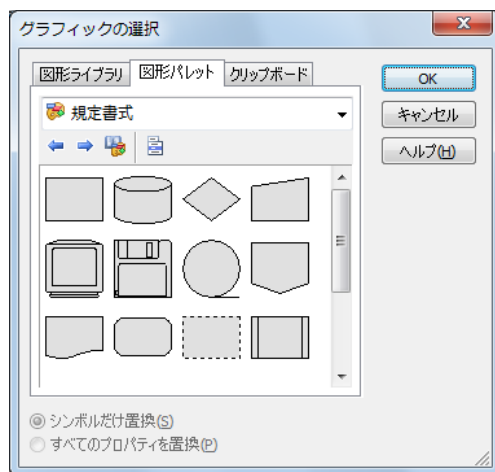 グラフィックの選択
図形ライブラリ 図形パレット クリップボード
規定書式
OK
キャンセル
ヘルプ(H)
シンボルだけ置換(S)
すべてのプロパティを置換(P)